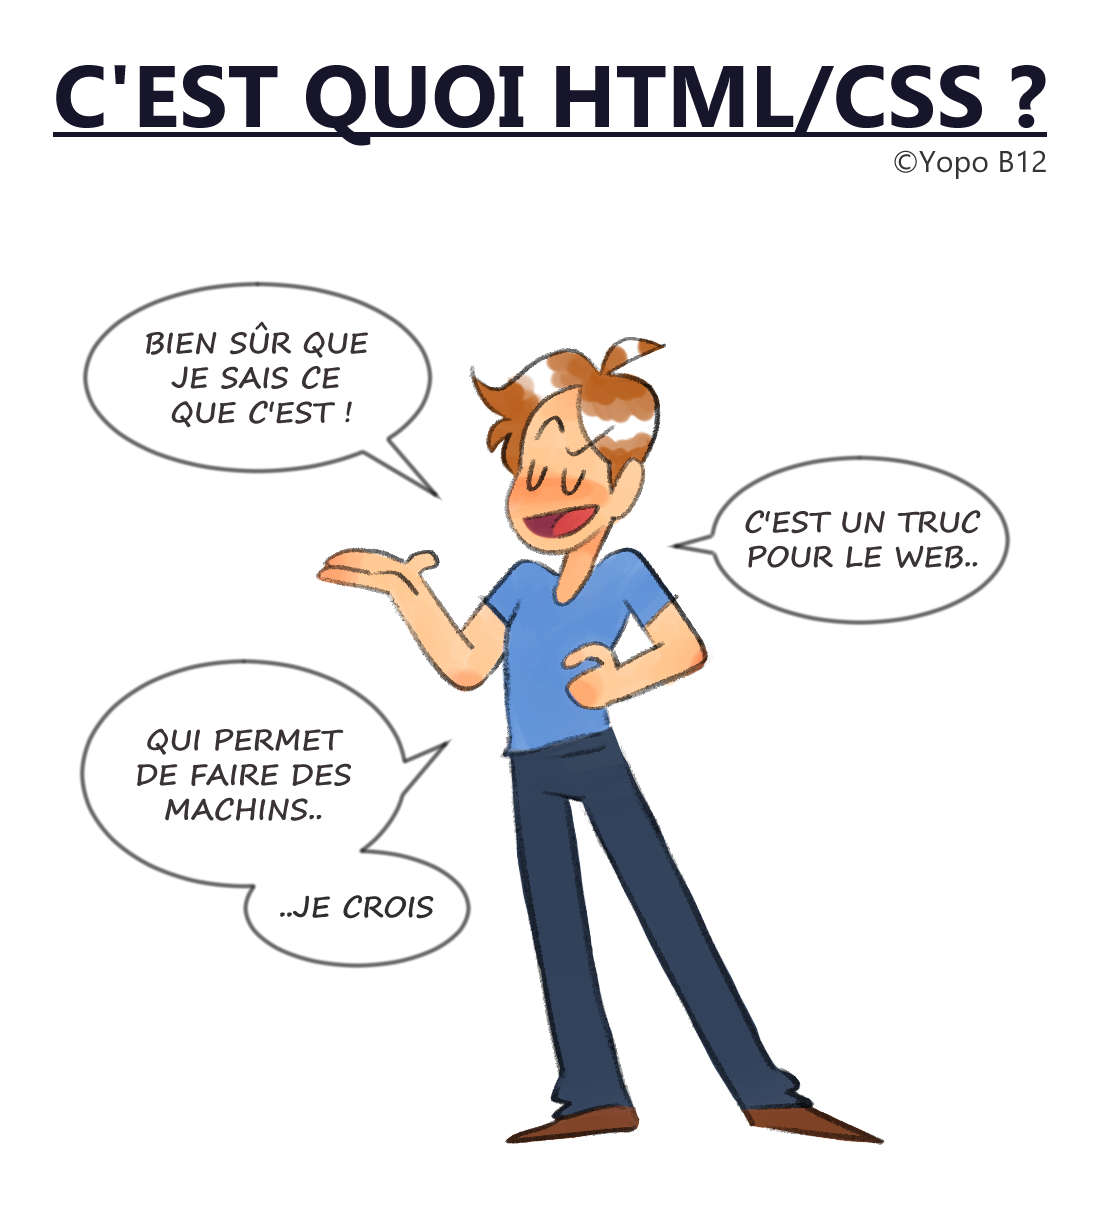 C'EST QUOI HTML/CSS ?
©Yopo B12
BIEN SÛR QUE
JE SAIS CE
QUE C'EST !
C'EST UN TRUC
POUR LE WEB..
QUI PERMET
DE FAIRE DES
MACHINS..
..JE CROIS